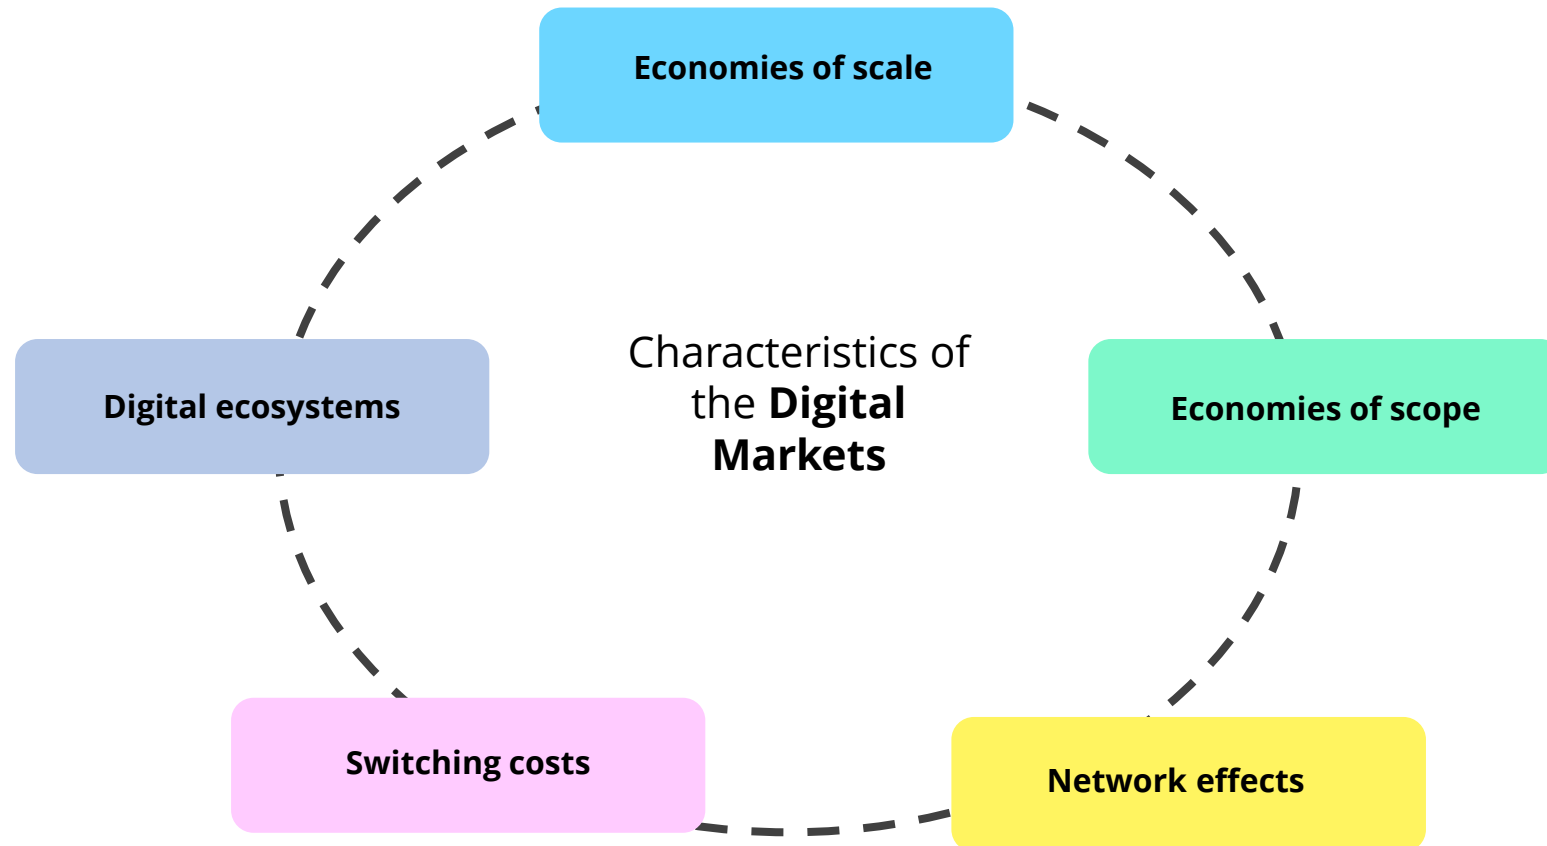 Economies of scale
Characteristics of
the Digital
Markets
Digital ecosystems
Economies of scope
Switching costs
Network effects